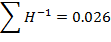 ∑ H⁻¹ = 0.026